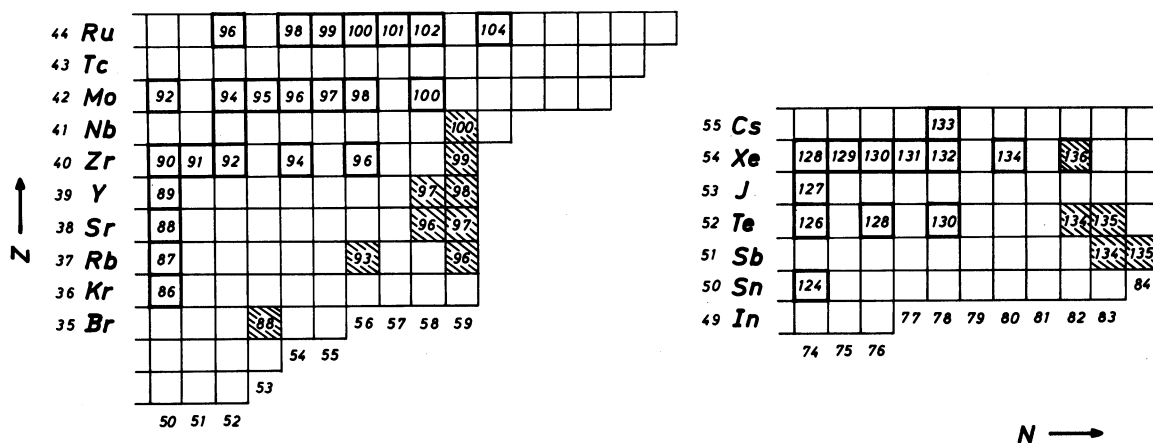 44 Ru 96 98 99 100 101 102 104
43 Tc
42 Mo 92 94 95 96 97 98 100
41 Nb 100
40 Zr 90 91 92 94 96 99
39 Y 89 97 98
38 Sr 88 96 97
37 Rb 87 93 96
36 Kr 86
35 Br 88 56 57 58 59
54 55
53
50 51 52
Z
55 Cs 133
54 Xe 128 129 130 131 132 134 136
53 J 127
52 Te 126 128 130 134 135
51 Sb 134 135
50 Sn 124 84
49 In 77 78 79 80 81 82 83
74 75 76
N